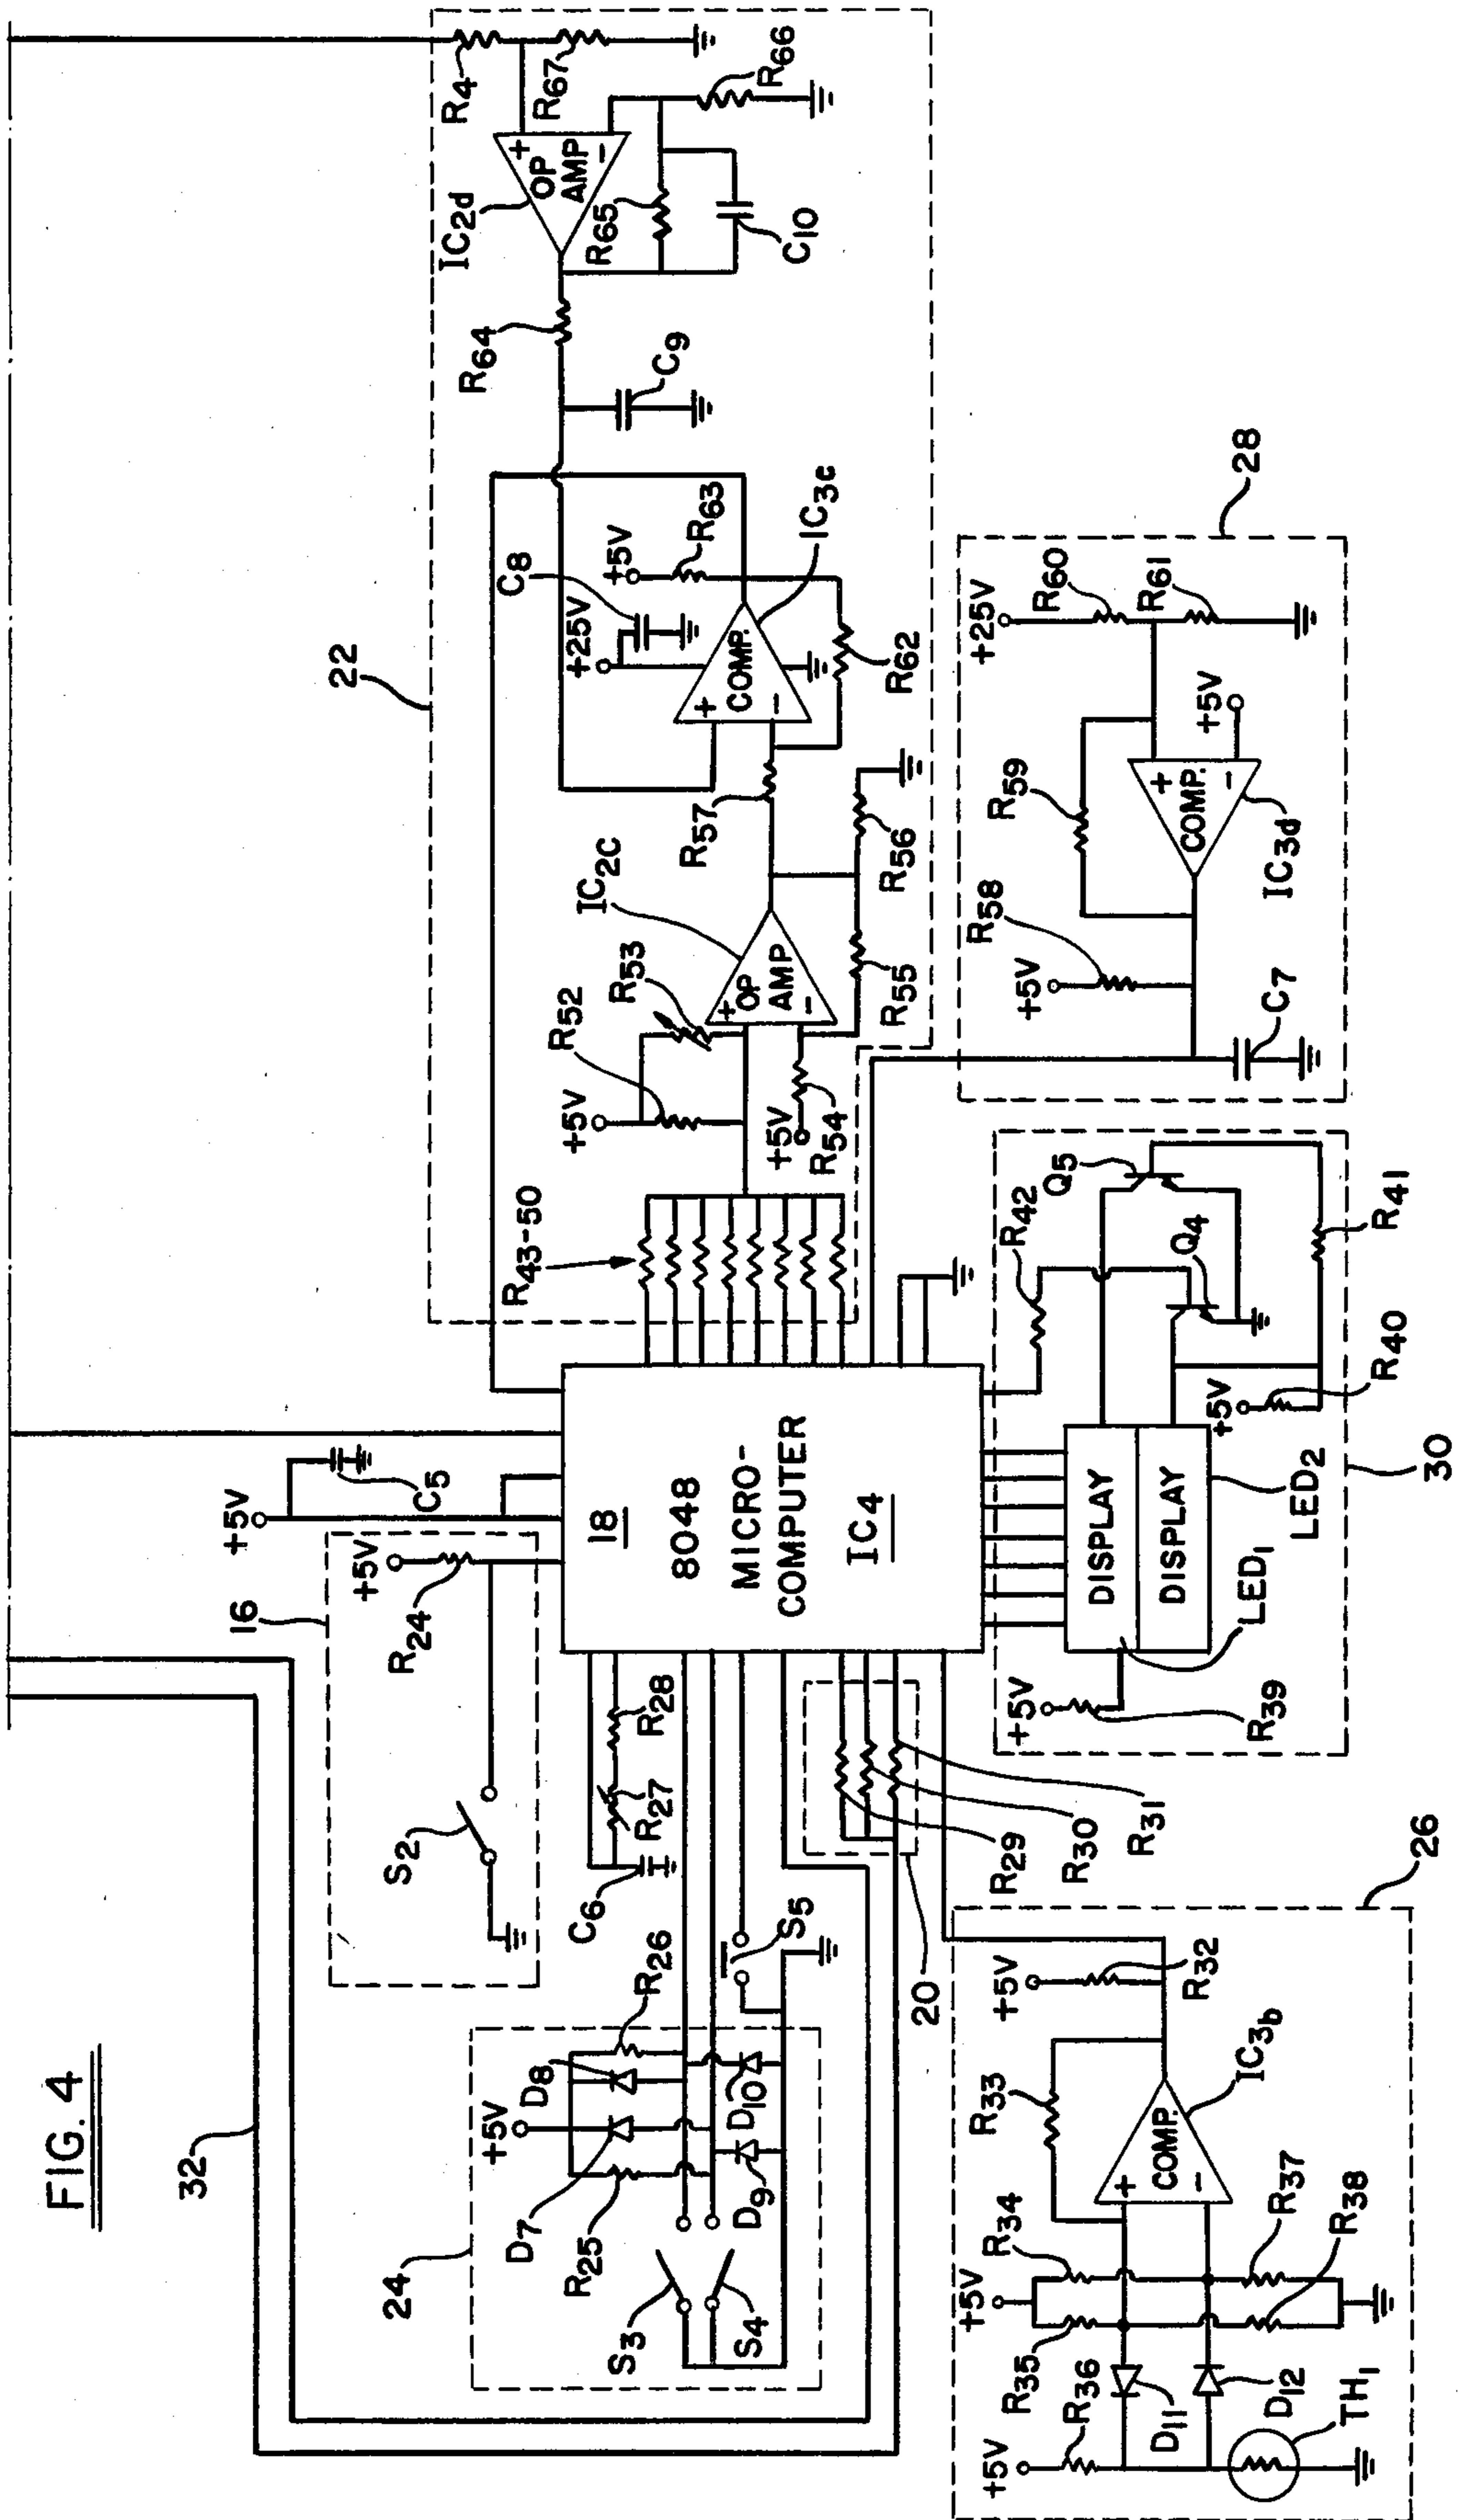 FIG. 4
32
16
+5V
+5V
C5
R24
S2
22
R4
R67
R66
IC2d
+
OP
AMP
−
R65
C10
R64
C9
+5V
R63
C8
+25V
IC3c
+
COMP.
−
R62
R57
IC2C
R56
+
OP
AMP
−
R53
R52
R55
+5V
+5V
R54
R43-50
18
8048
MICRO-
COMPUTER
IC4
R28
R27
C6
24
+5V
D8
R26
D7
R25
D10
D9
S3
S4
S5
20
R29
R30
R31
28
+25V
R60
R61
R59
+5V
+
COMP.
−
IC3d
R58
+5V
C7
Q5
R42
Q4
R41
R40
+5V
DISPLAY
DISPLAY
LED2
LED1
30
+5V
R39
26
+5V
R32
R33
IC3b
+
COMP.
−
R34
R37
R38
+5V
R35
R36
+5V
D11
D12
TH1